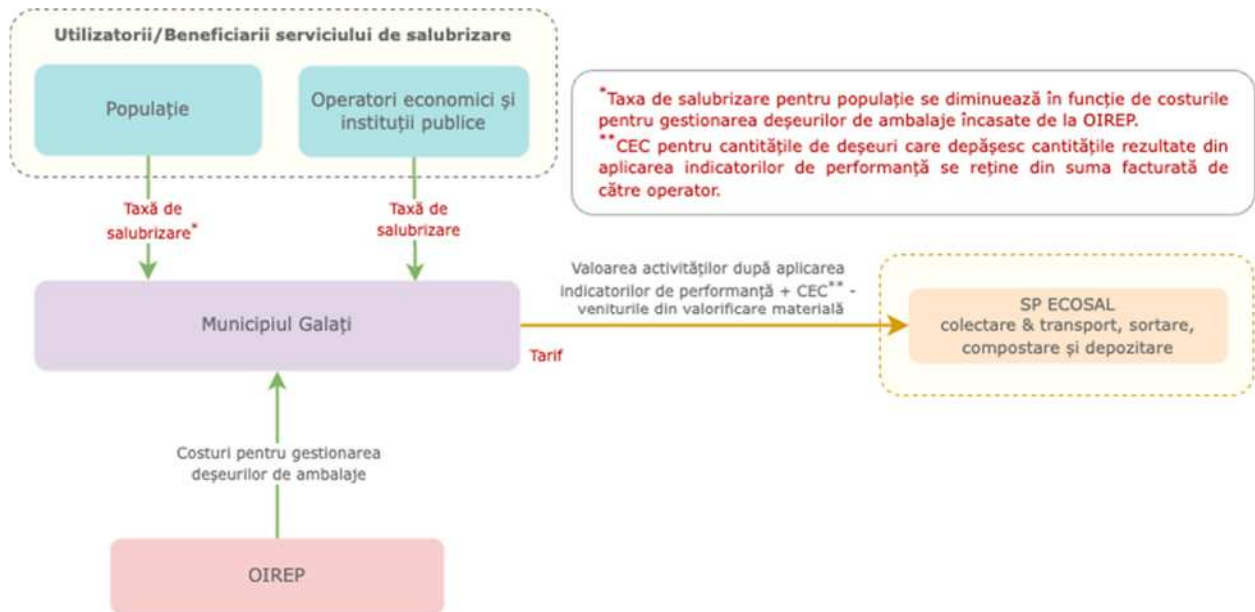 Utilizatorii/Beneficiarii serviciului de salubrizare
Populație
Operatori economici și
instituții publice
*Taxa de salubrizare pentru populație se diminuează în funcție de costurile
pentru gestionarea deșeurilor de ambalaje încasate de la OIREP.
**CEC pentru cantitățile de deșeuri care depășesc cantitățile rezultate din
aplicarea indicatorilor de performanță se reține din suma facturată de
către operator.
Taxă de
salubrizare*
Taxă de
salubrizare
Municipiul Galați
Valoarea activităților după aplicarea
indicatorilor de performanță + CEC** -
veniturile din valorificare materială
Tarif
SP ECOSAL
colectare & transport, sortare,
compostare și depozitare
Costuri pentru gestionarea
deșeurilor de ambalaje
OIREP